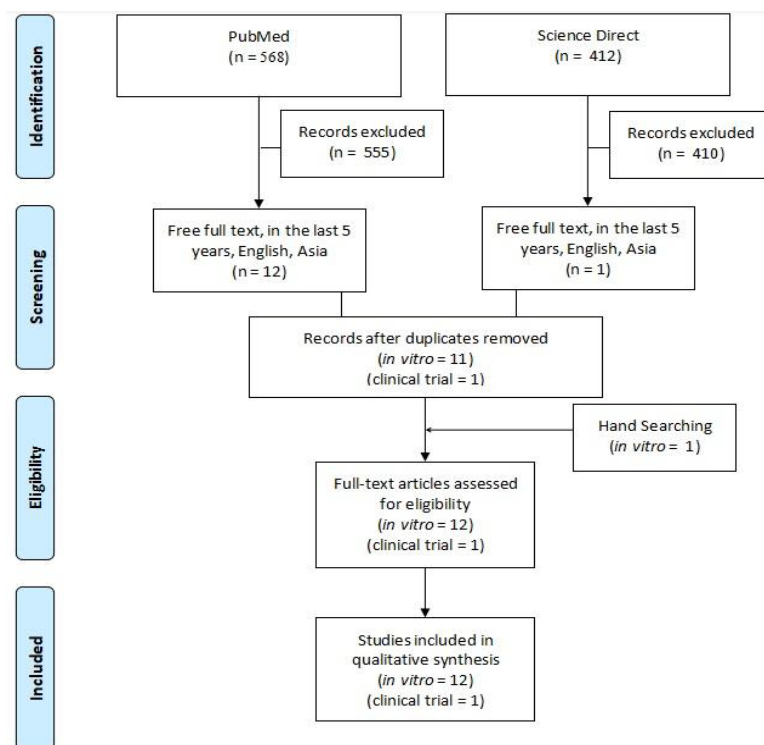 Identification
PubMed
(n = 568)
Science Direct
(n = 412)
Records excluded
(n = 555)
Records excluded
(n = 410)
Screening
Free full text, in the last 5
years, English, Asia
(n = 12)
Free full text, in the last 5
years, English, Asia
(n = 1)
Records after duplicates removed
(in vitro = 11)
(clinical trial = 1)
Eligibility
Hand Searching
(in vitro = 1)
Full-text articles assessed
for eligibility
(in vitro = 12)
(clinical trial = 1)
Included
Studies included in
qualitative synthesis
(in vitro = 12)
(clinical trial = 1)